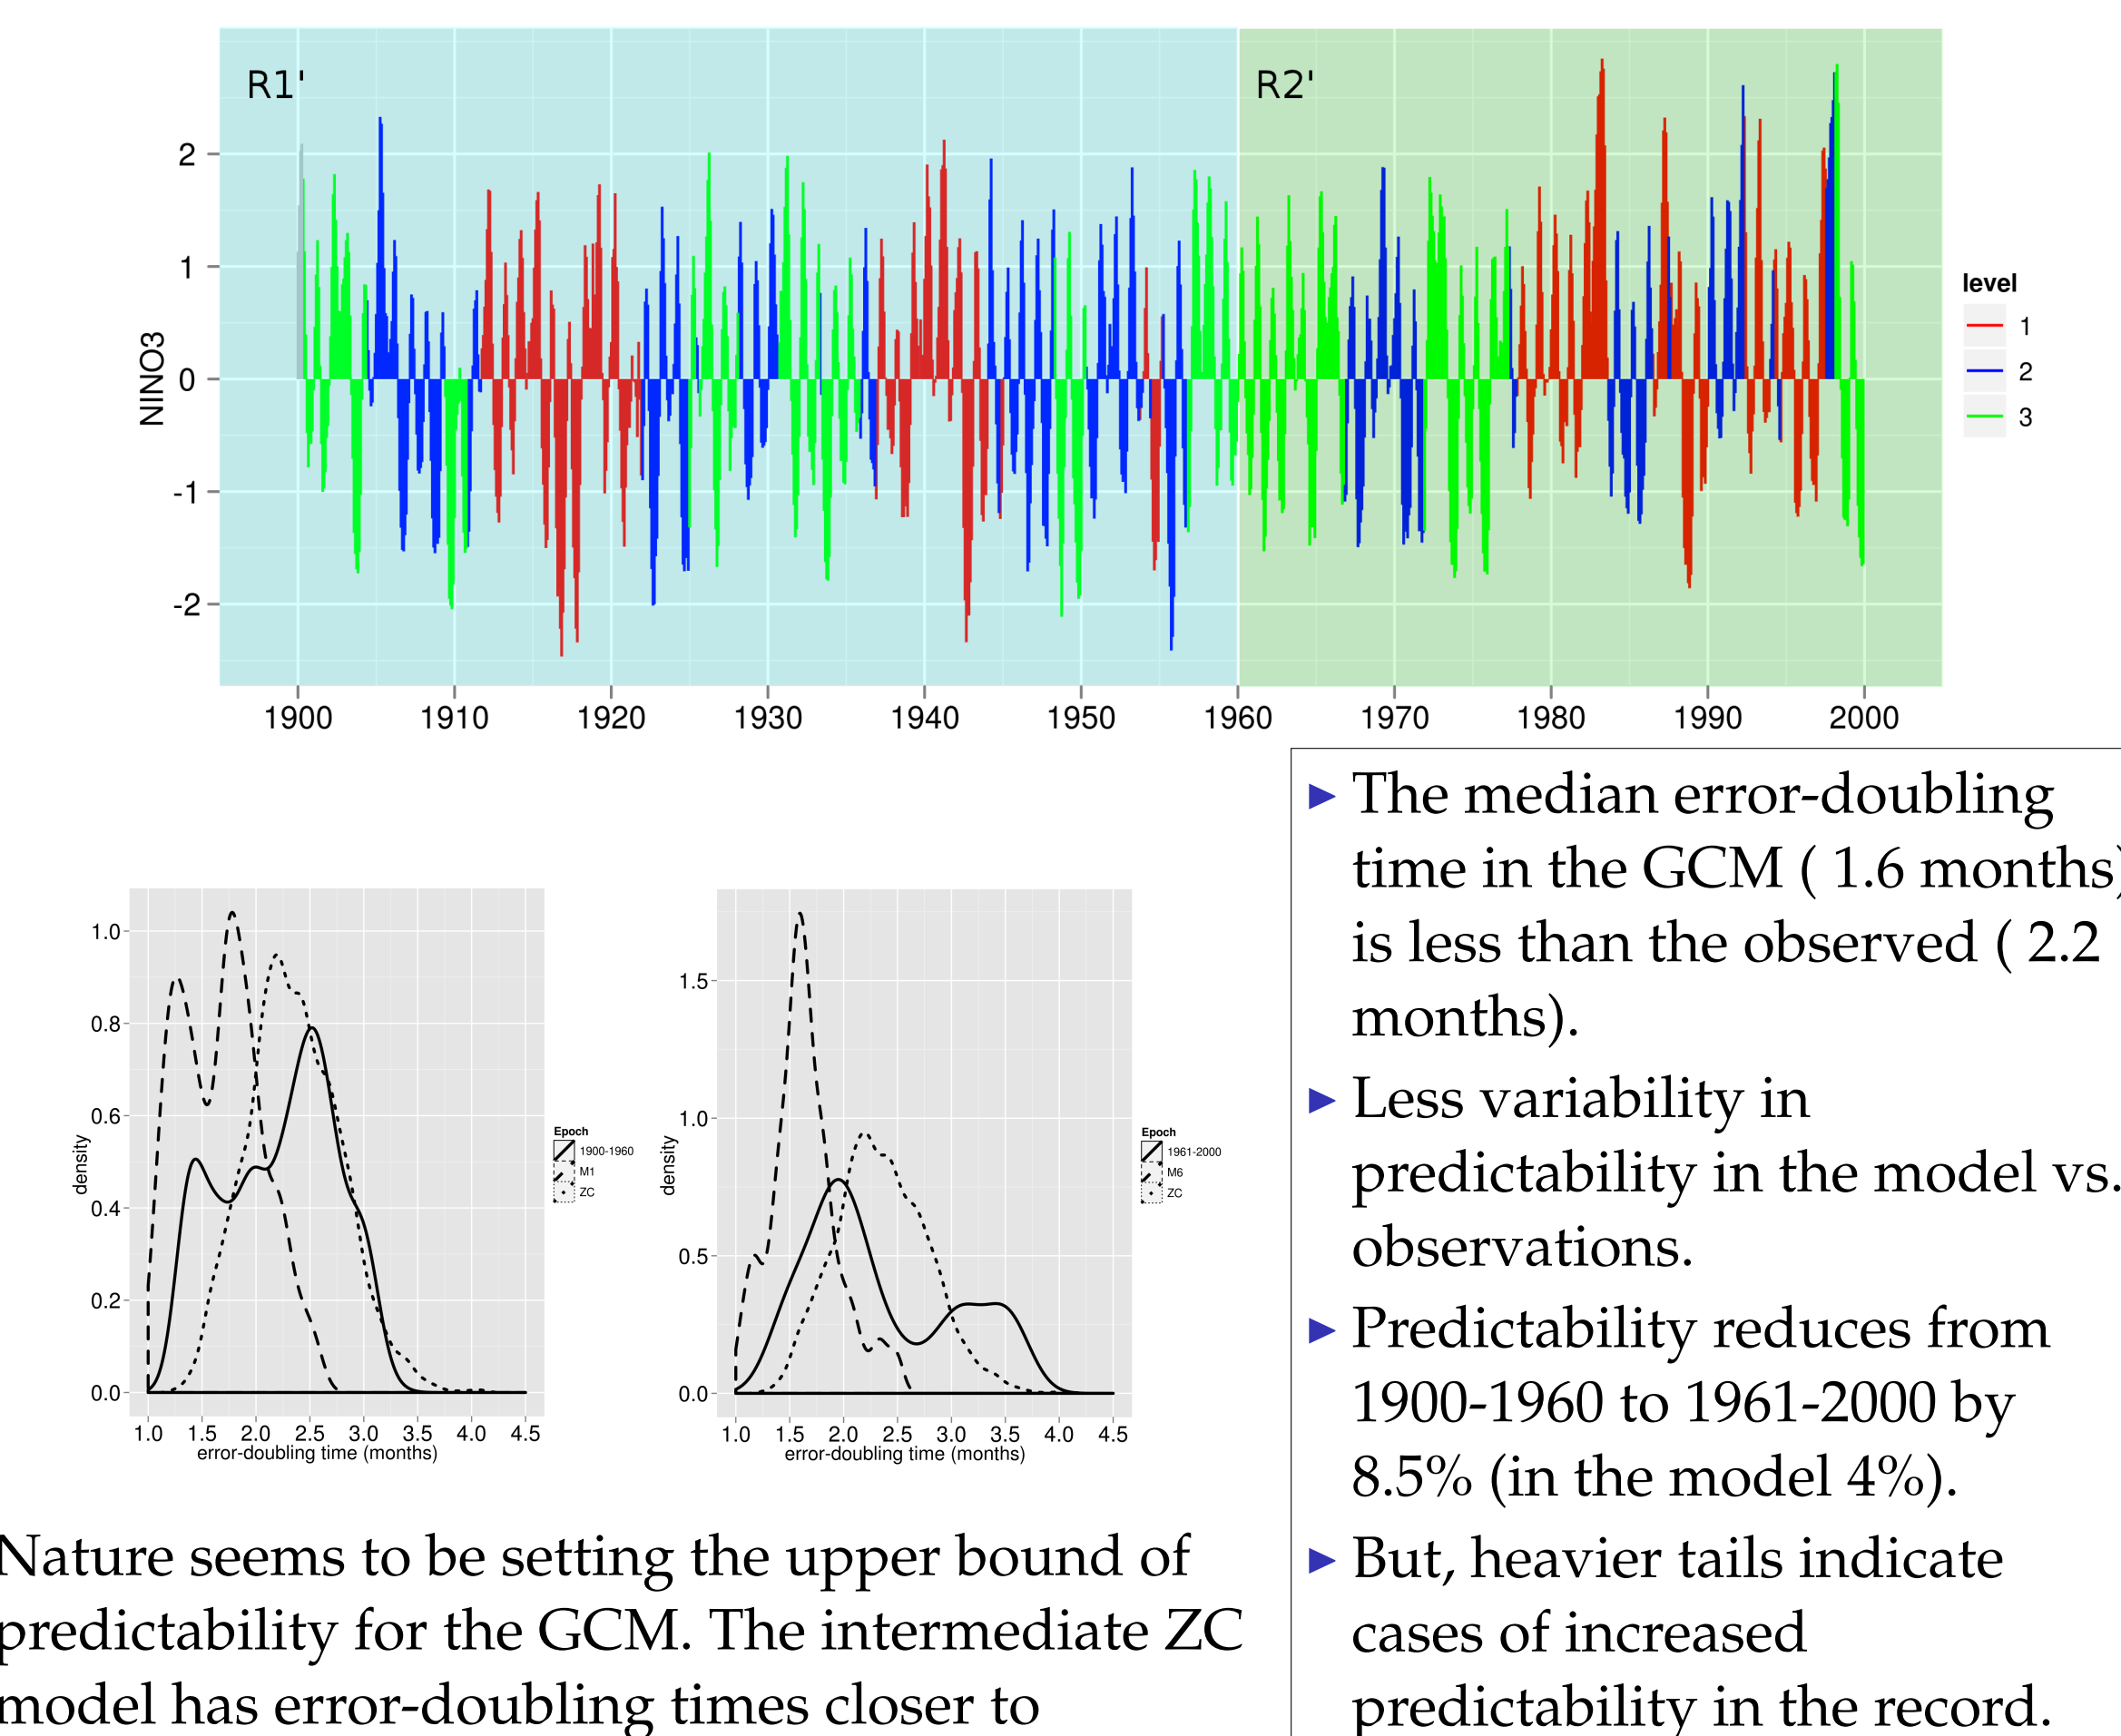 R1'
R2'
NINO3
2
1
0
-1
-2
1900 1910 1920 1930 1940 1950 1960 1970 1980 1990 2000
level
1
2
3
density
1.0
0.8
0.6
0.4
0.2
0.0
1.0 1.5 2.0 2.5 3.0 3.5 4.0 4.5
error-doubling time (months)
Epoch
1900-1960
M1
ZC
density
1.5
1.0
0.5
0.0
1.0 1.5 2.0 2.5 3.0 3.5 4.0 4.5
error-doubling time (months)
Epoch
1961-2000
M6
ZC
Nature seems to be setting the upper bound of
predictability for the GCM. The intermediate ZC
model has error-doubling times closer to
► The median error-doubling
time in the GCM ( 1.6 months)
is less than the observed ( 2.2
months).
► Less variability in
predictability in the model vs.
observations.
► Predictability reduces from
1900-1960 to 1961-2000 by
8.5% (in the model 4%).
► But, heavier tails indicate
cases of increased
predictability in the record.